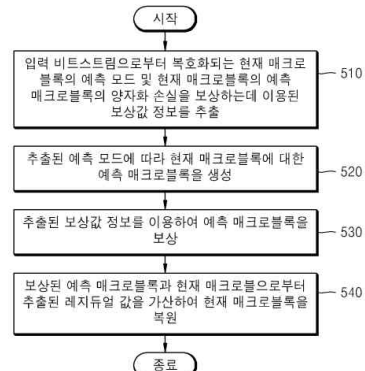 시작
입력 비트스트림으로부터 복호화되는 현재 매크로
블록의 예측 모드 및 현재 매크로블록의 예측
매크로블록의 양자화 손실을 보상하는데 이용된
보상값 정보를 추출
510
추출된 예측 모드에 따라 현재 매크로블록에 대한
예측 매크로블록을 생성
520
추출된 보상값 정보를 이용하여 예측 매크로블록을
보상
530
보상된 예측 매크로블록과 현재 매크로블으로부터
추출된 레지듀얼 값을 가산하여 현재 매크로블록을
복원
540
종료